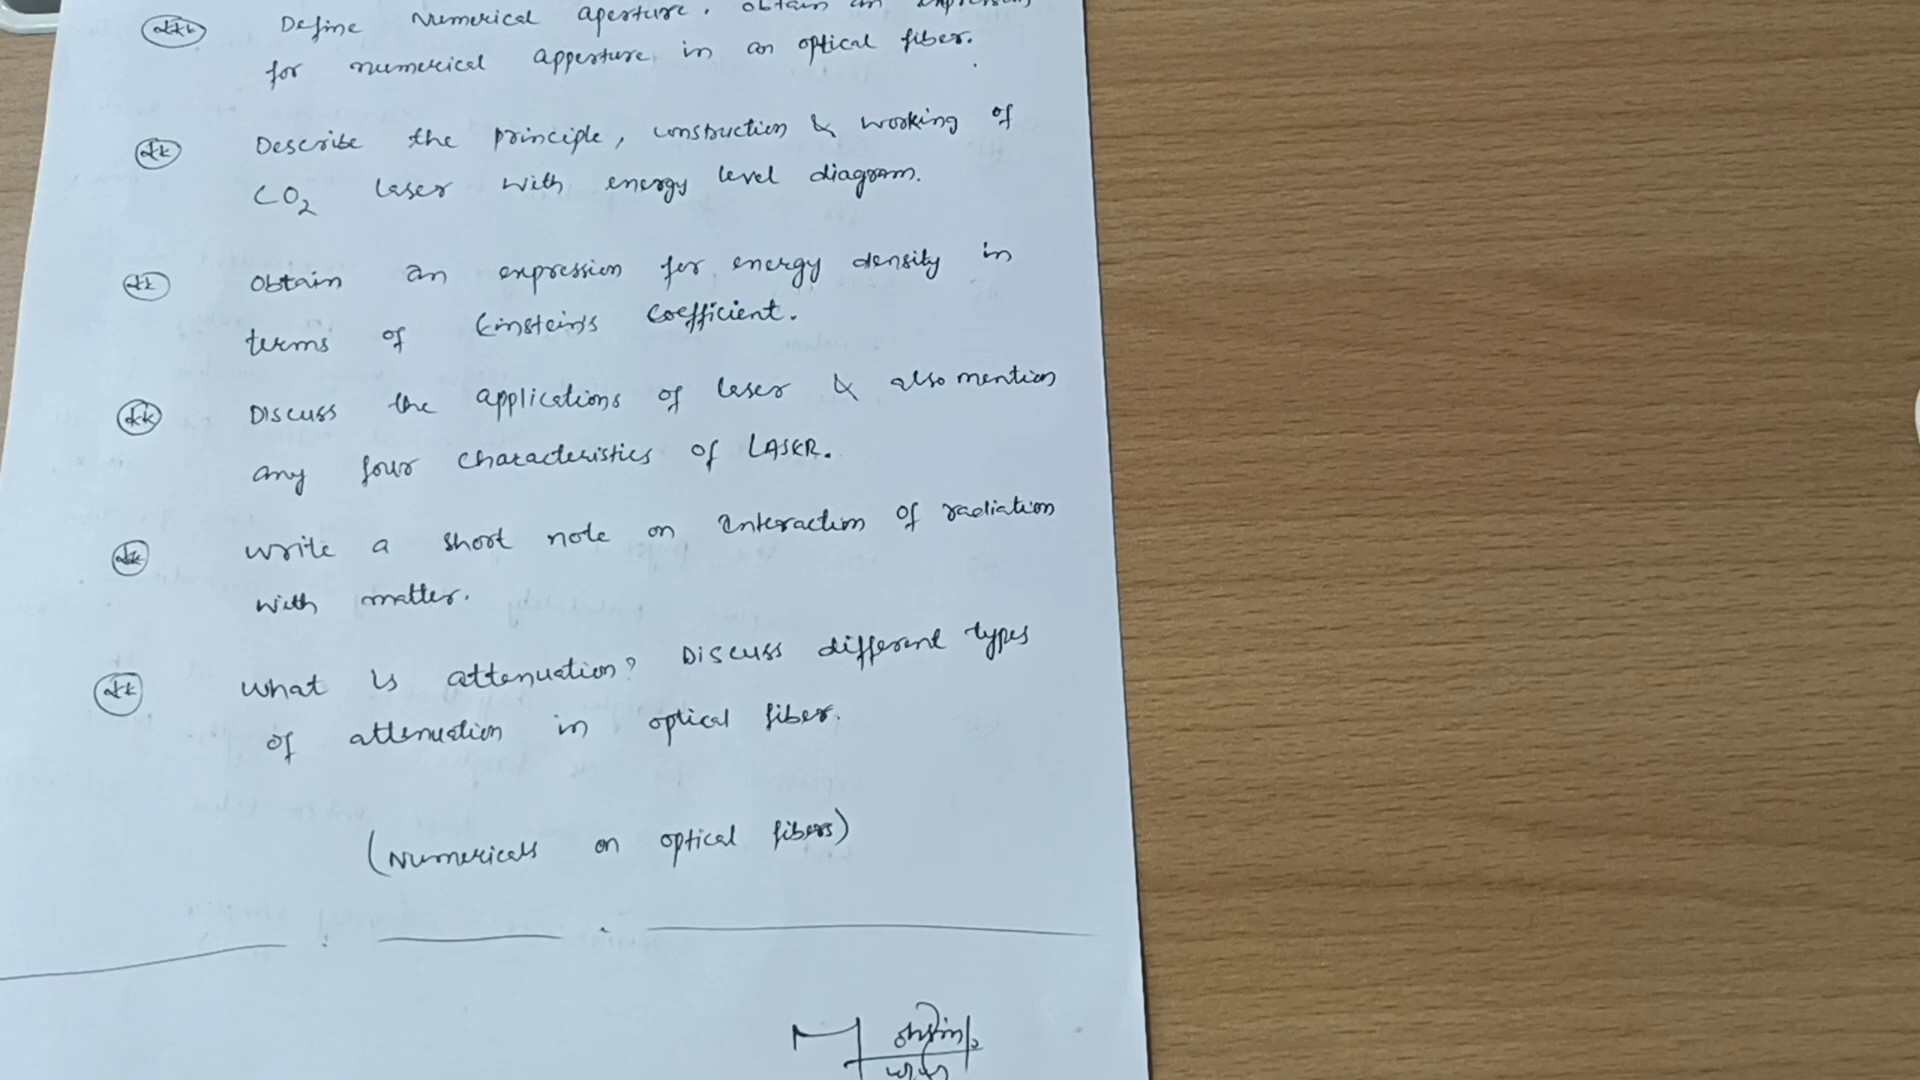 Define Numerical aperture. obtain an expression
for numerical apperture in an optical fiber.
Describe the principle, construction & working of
CO2 laser with energy level diagram.
obtain an expression for energy density in
terms of Einstein's coefficient.
Discuss the applications of laser & also mention
any four characteristics of LASER.
write a short note on Interaction of radiation
with matter.
what is attenuation? Discuss different types
of attenuation in optical fiber.
(Numericals on optical fibers)